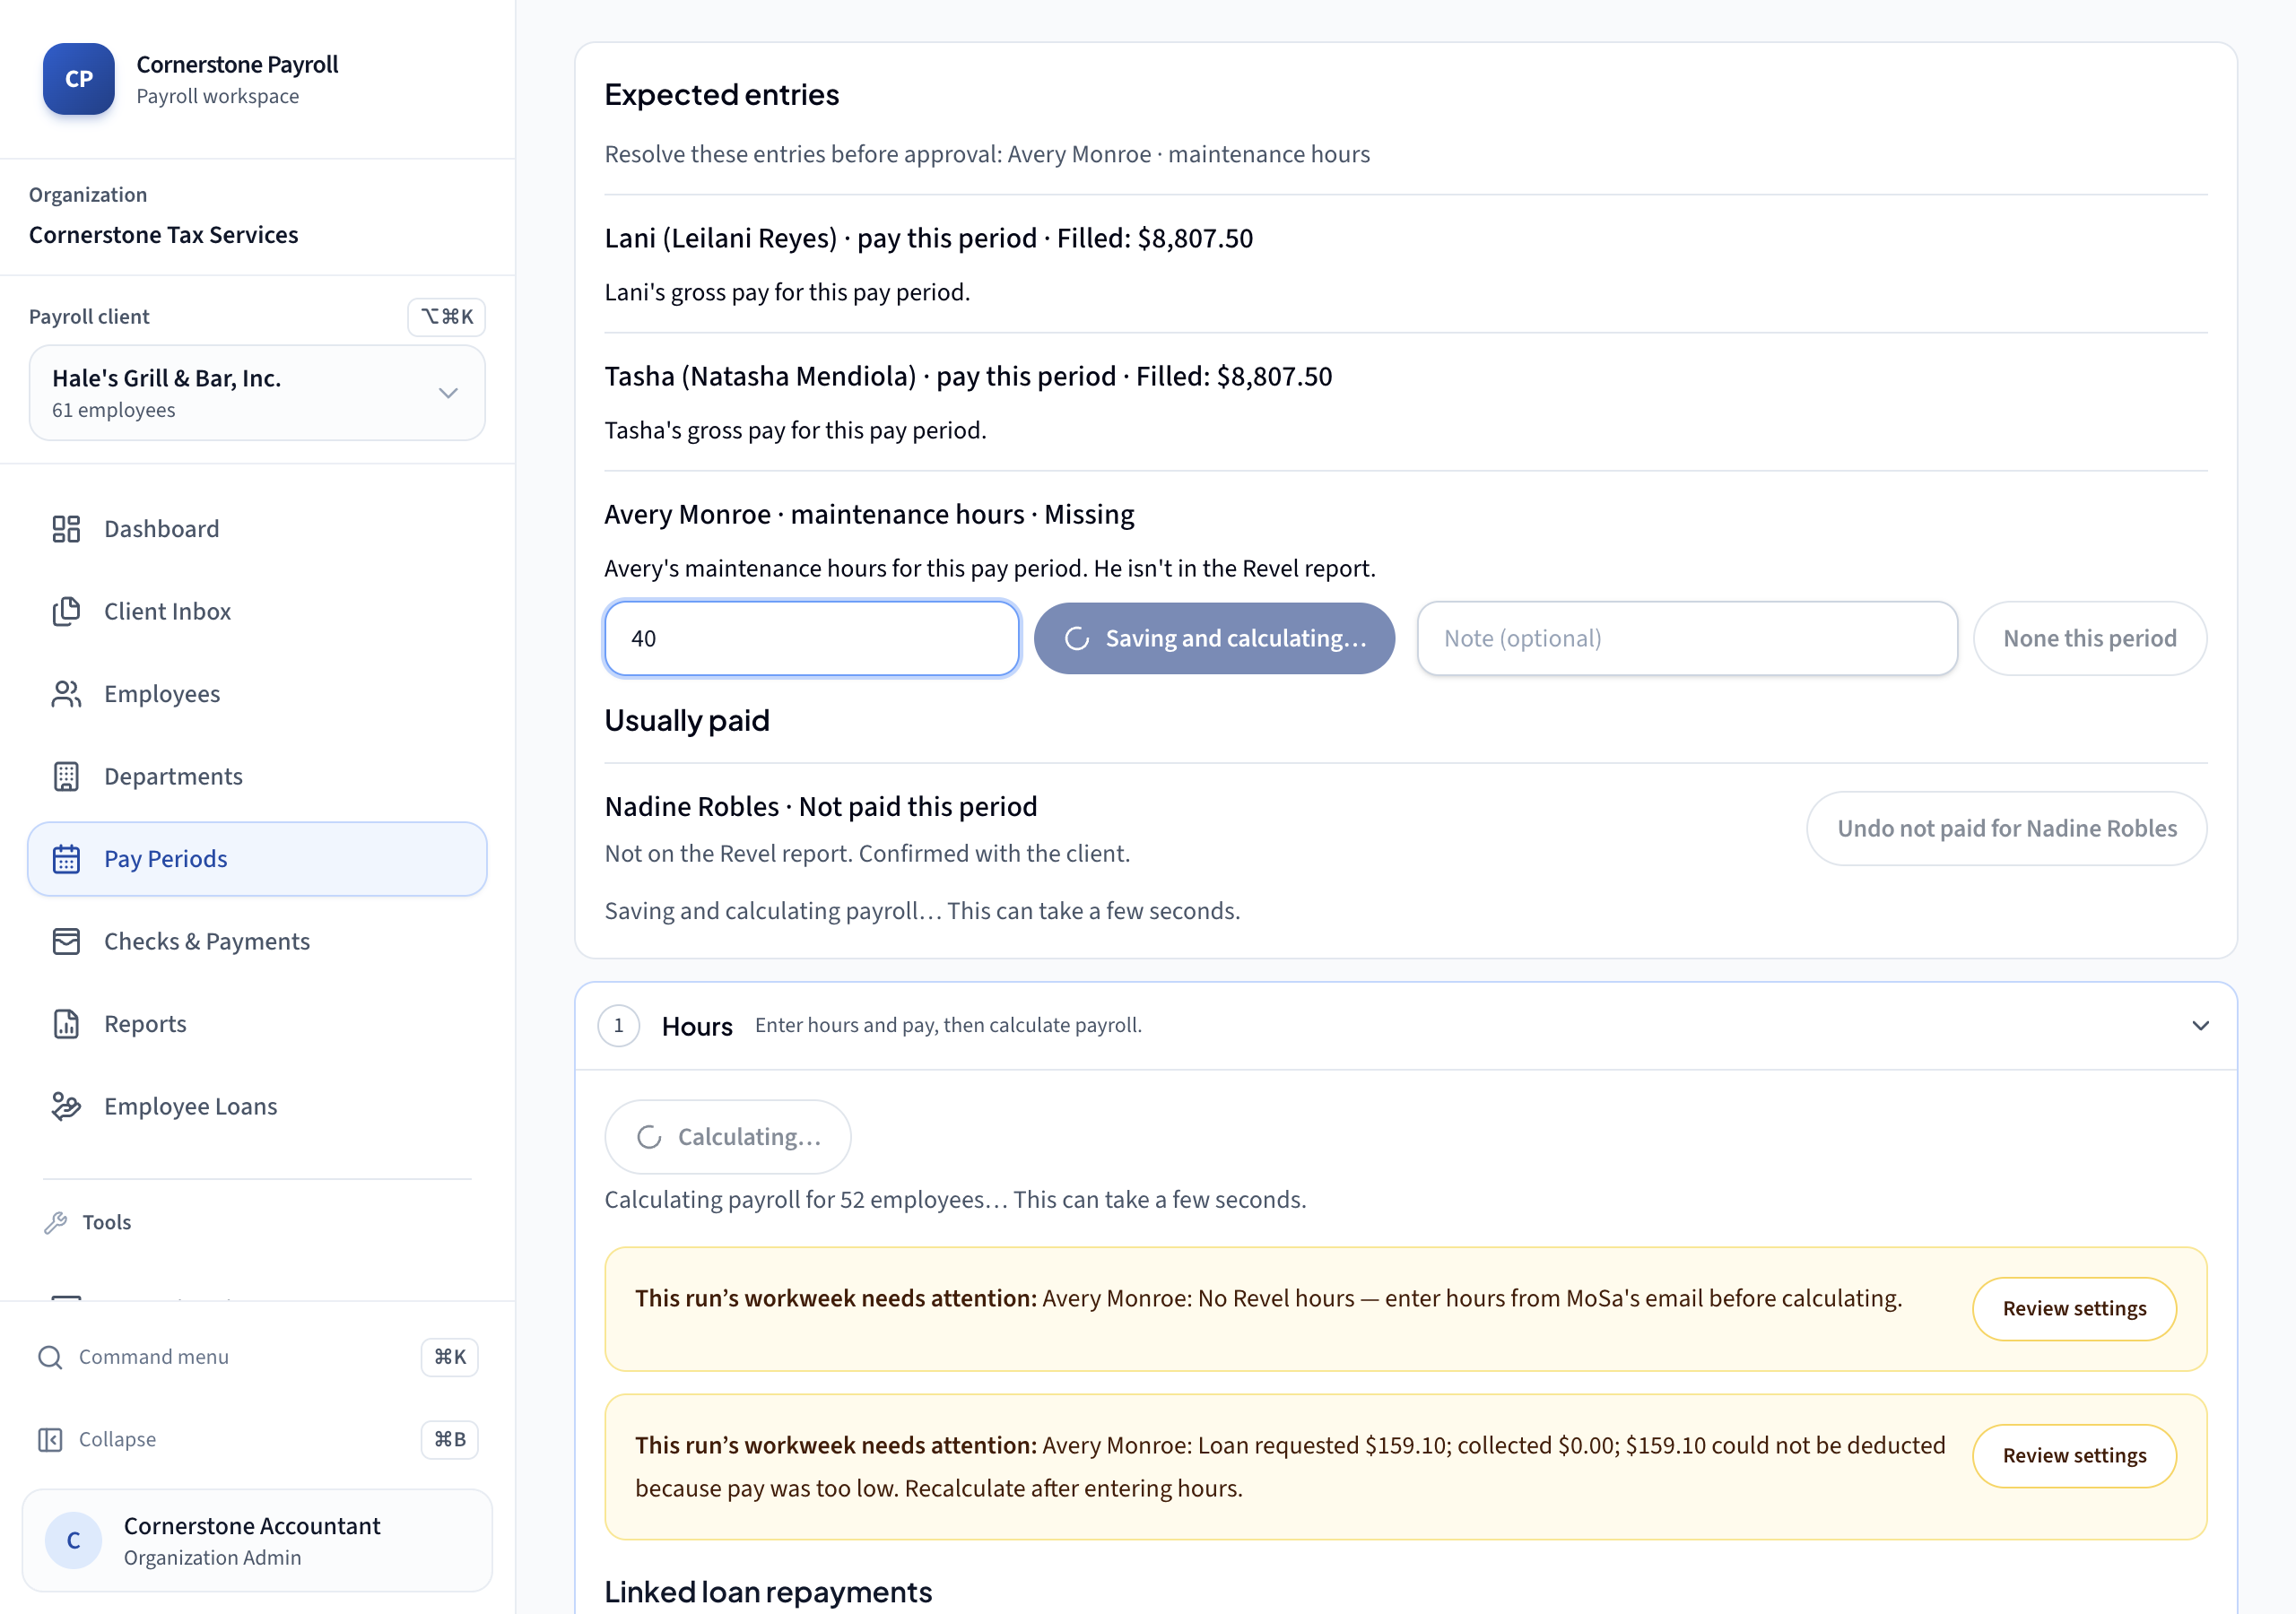 CP
Cornerstone Payroll
Payroll workspace
Organization
Cornerstone Tax Services
Payroll client
⌥⌘K
Hale's Grill & Bar, Inc.
61 employees
Dashboard
Client Inbox
Employees
Departments
Pay Periods
Checks & Payments
Reports
Employee Loans
Tools
Command menu
⌘K
Collapse
⌘B
C
Cornerstone Accountant
Organization Admin
Expected entries
Resolve these entries before approval: Avery Monroe · maintenance hours
Lani (Leilani Reyes) · pay this period · Filled: $8,807.50
Lani's gross pay for this pay period.
Tasha (Natasha Mendiola) · pay this period · Filled: $8,807.50
Tasha's gross pay for this pay period.
Avery Monroe · maintenance hours · Missing
Avery's maintenance hours for this pay period. He isn't in the Revel report.
40
Saving and calculating…
Note (optional)
None this period
Usually paid
Nadine Robles · Not paid this period
Undo not paid for Nadine Robles
Not on the Revel report. Confirmed with the client.
Saving and calculating payroll… This can take a few seconds.
1
Hours
Enter hours and pay, then calculate payroll.
Calculating…
Calculating payroll for 52 employees… This can take a few seconds.
This run’s workweek needs attention: Avery Monroe: No Revel hours — enter hours from MoSa's email before calculating.
Review settings
This run’s workweek needs attention: Avery Monroe: Loan requested $159.10; collected $0.00; $159.10 could not be deducted
because pay was too low. Recalculate after entering hours.
Review settings
Linked loan repayments